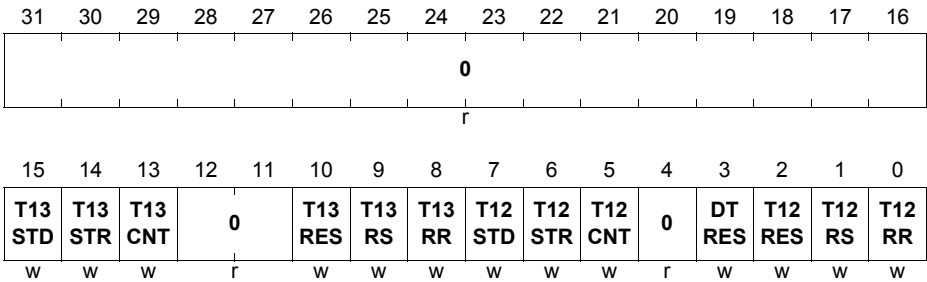 31 30 29 28 27 26 25 24 23 22 21 20 19 18 17 16
0
r
15 14 13 12 11 10 9 8 7 6 5 4 3 2 1 0
T13 T13 T13 0 T13 T13 T13 T12 T12 T12 0 DT T12 T12 T12
STD STR CNT RES RS RR STD STR CNT RES RES RS RR
w w w r w w w w w w r w w w w